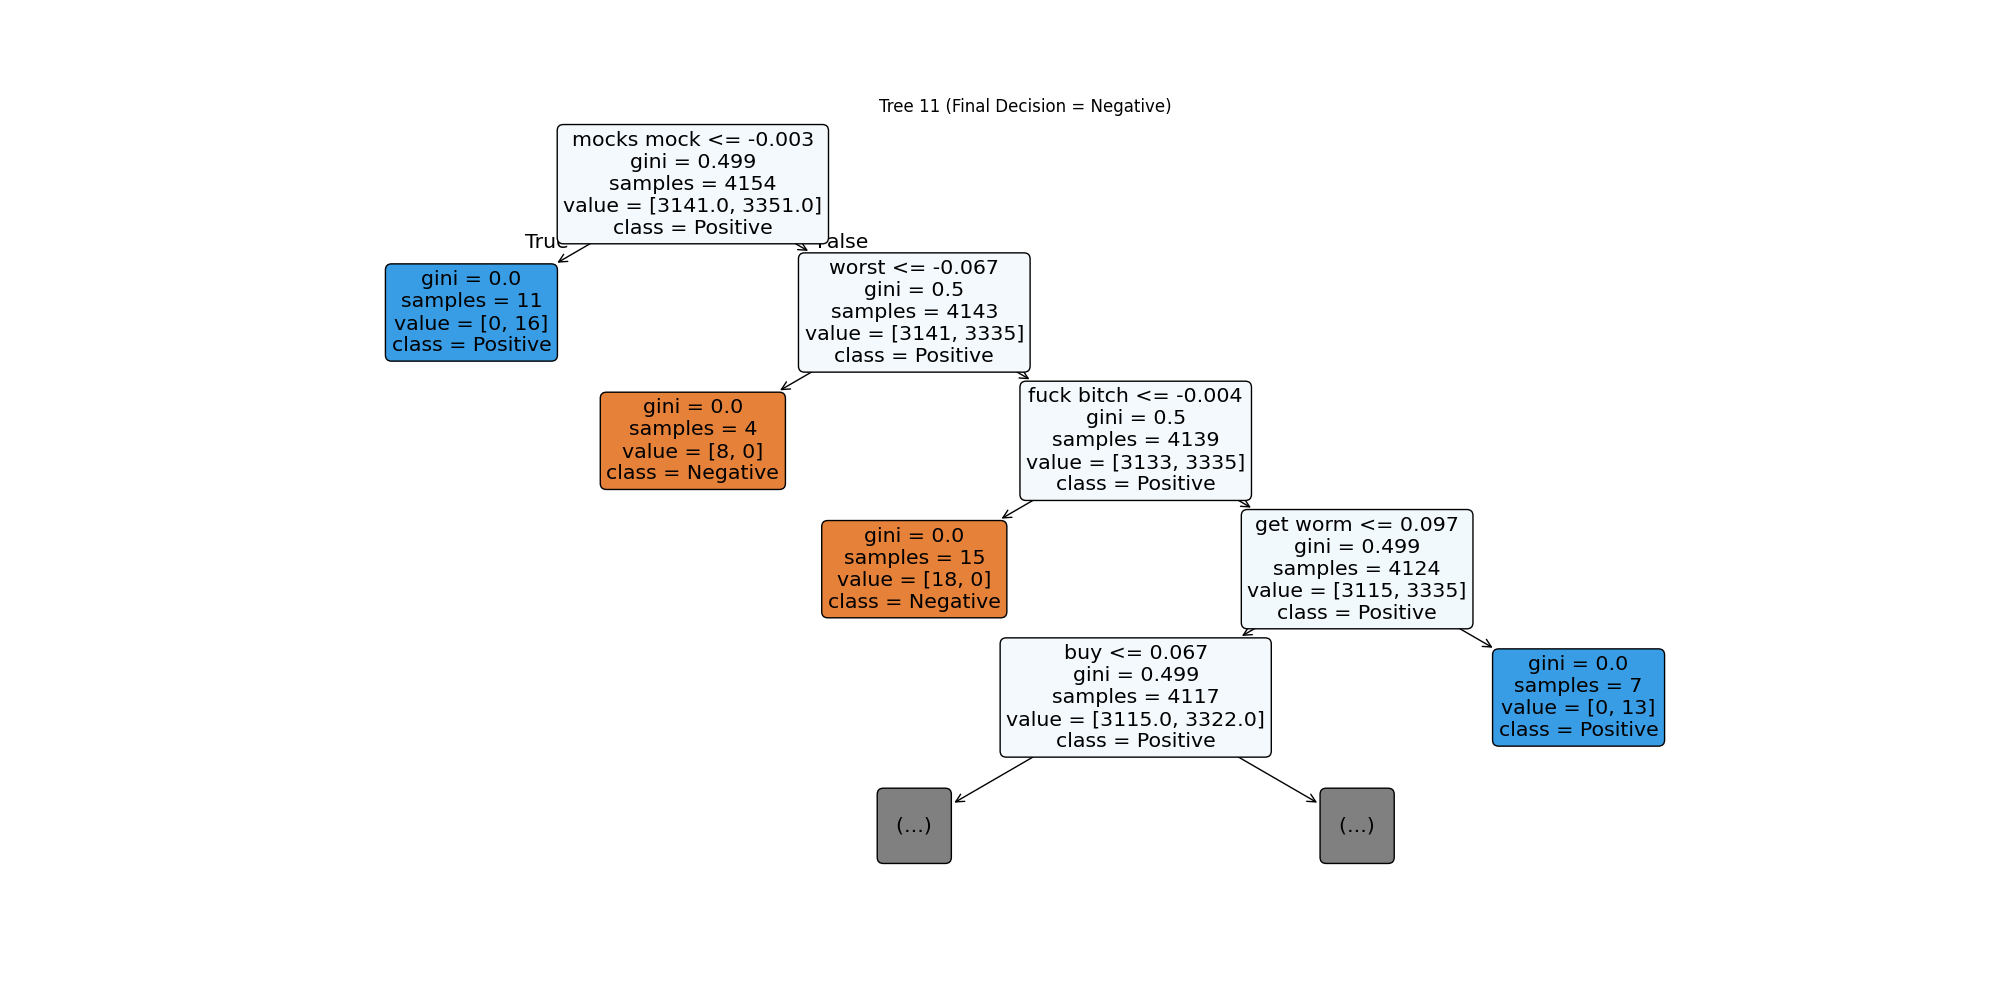 Tree 11 (Final Decision = Negative)
mocks mock <= -0.003
gini = 0.499
samples = 4154
value = [3141.0, 3351.0]
class = Positive
True
False
gini = 0.0
samples = 11
value = [0, 16]
class = Positive
worst <= -0.067
gini = 0.5
samples = 4143
value = [3141, 3335]
class = Positive
gini = 0.0
samples = 4
value = [8, 0]
class = Negative
fuck bitch <= -0.004
gini = 0.5
samples = 4139
value = [3133, 3335]
class = Positive
gini = 0.0
samples = 15
value = [18, 0]
class = Negative
get worm <= 0.097
gini = 0.499
samples = 4124
value = [3115, 3335]
class = Positive
buy <= 0.067
gini = 0.499
samples = 4117
value = [3115.0, 3322.0]
class = Positive
gini = 0.0
samples = 7
value = [0, 13]
class = Positive
(...)
(...)